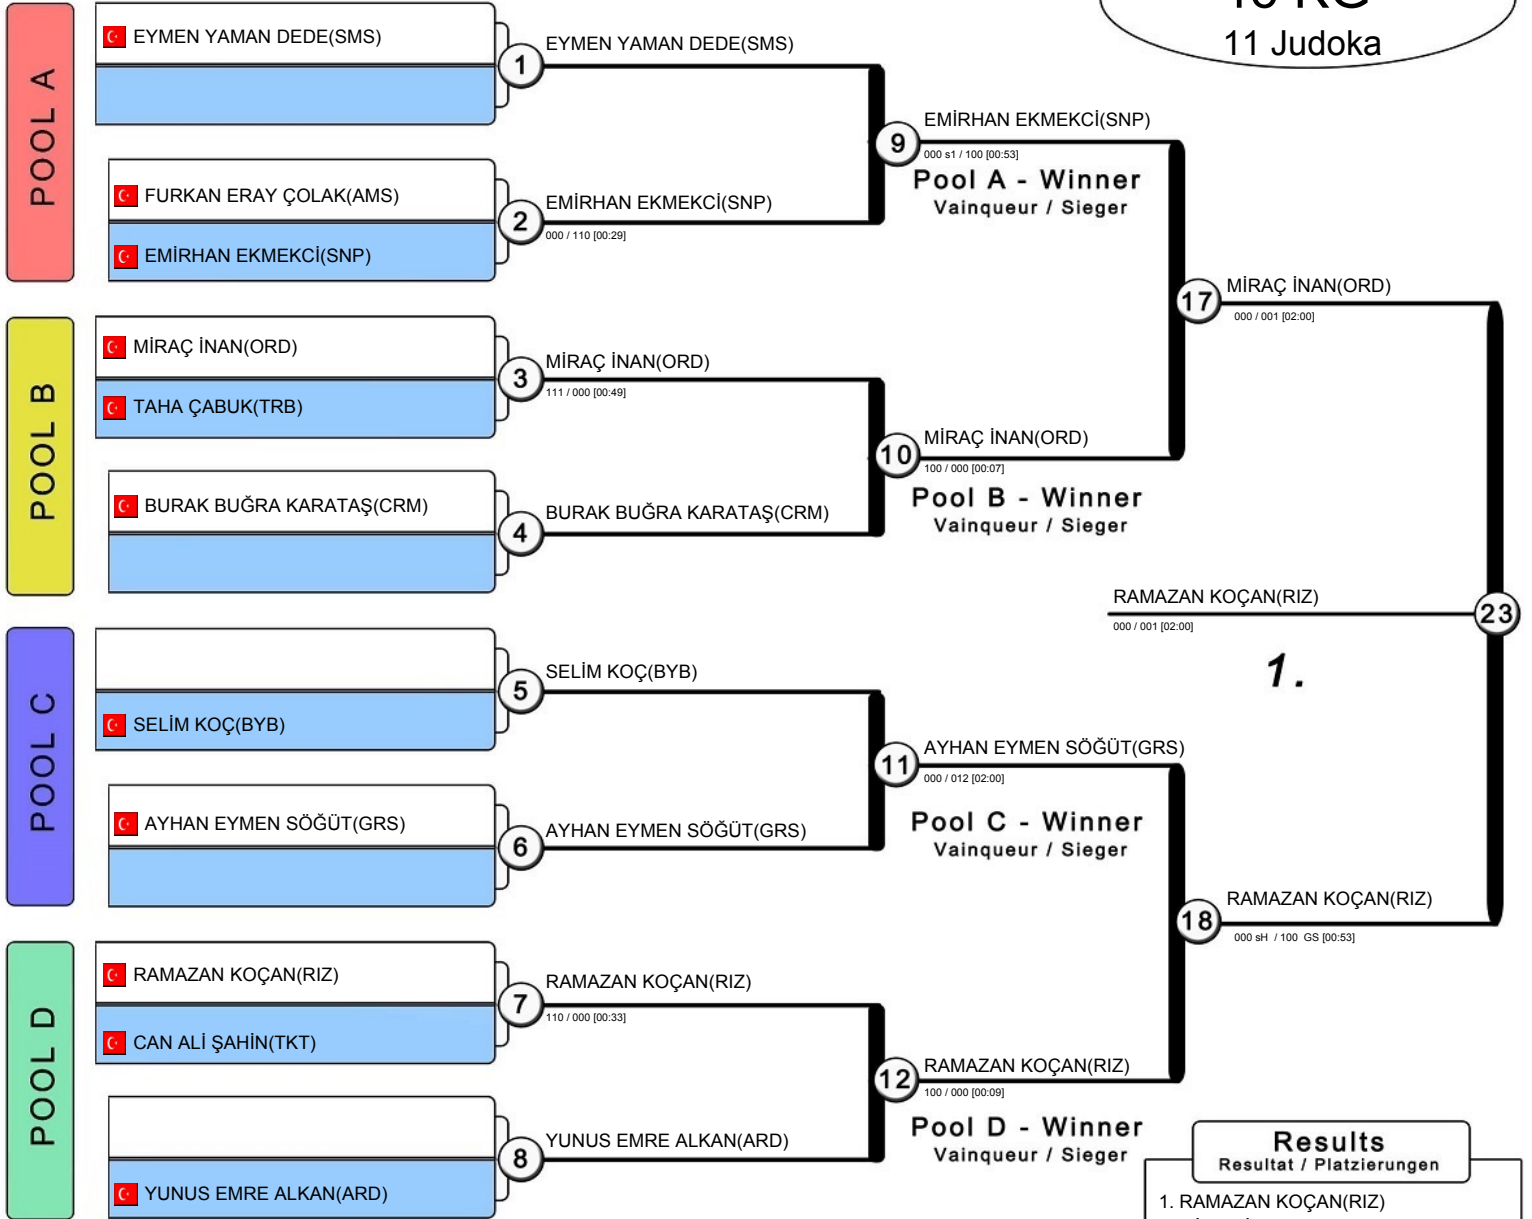 11 Judoka
POOL A
EYMEN YAMAN DEDE(SMS)
1
EYMEN YAMAN DEDE(SMS)
FURKAN ERAY ÇOLAK(AMS)
EMİRHAN EKMEKCİ(SNP)
2
EMİRHAN EKMEKCİ(SNP)
000 / 110 [00:29]
9
EMİRHAN EKMEKCİ(SNP)
000 s1 / 100 [00:53]
Pool A - Winner
Vainqueur / Sieger
POOL B
MİRAÇ İNAN(ORD)
TAHA ÇABUK(TRB)
3
MİRAÇ İNAN(ORD)
111 / 000 [00:49]
BURAK BUĞRA KARATAŞ(CRM)
4
BURAK BUĞRA KARATAŞ(CRM)
10
MİRAÇ İNAN(ORD)
100 / 000 [00:07]
Pool B - Winner
Vainqueur / Sieger
17
MİRAÇ İNAN(ORD)
000 / 001 [02:00]
RAMAZAN KOÇAN(RIZ)
000 / 001 [02:00]
23
1.
POOL C
SELİM KOÇ(BYB)
5
SELİM KOÇ(BYB)
AYHAN EYMEN SÖĞÜT(GRS)
6
AYHAN EYMEN SÖĞÜT(GRS)
11
AYHAN EYMEN SÖĞÜT(GRS)
000 / 012 [02:00]
Pool C - Winner
Vainqueur / Sieger
18
RAMAZAN KOÇAN(RIZ)
000 sH / 100 GS [00:53]
POOL D
RAMAZAN KOÇAN(RIZ)
CAN ALİ ŞAHİN(TKT)
7
RAMAZAN KOÇAN(RIZ)
110 / 000 [00:33]
YUNUS EMRE ALKAN(ARD)
8
YUNUS EMRE ALKAN(ARD)
12
RAMAZAN KOÇAN(RIZ)
100 / 000 [00:09]
Pool D - Winner
Vainqueur / Sieger
Results
Resultat / Platzierungen
1. RAMAZAN KOÇAN(RIZ)